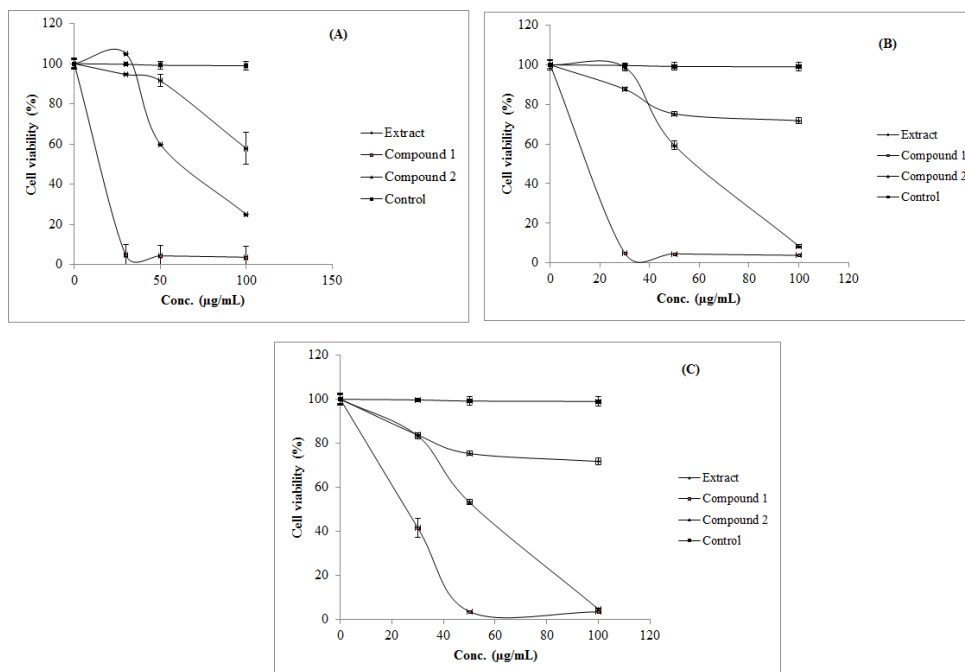 (A)
Cell viability (%)
120
100
80
60
40
20
0
0 50 100 150
Conc. (µg/mL)
Extract
Compound 1
Compound 2
Control
(B)
Cell viability (%)
120
100
80
60
40
20
0
0 20 40 60 80 100 120
Conc. (µg/mL)
Extract
Compound 1
Compound 2
Control
(C)
Cell viability (%)
120
100
80
60
40
20
0
0 20 40 60 80 100 120
Conc. (µg/mL)
Extract
Compound 1
Compound 2
Control